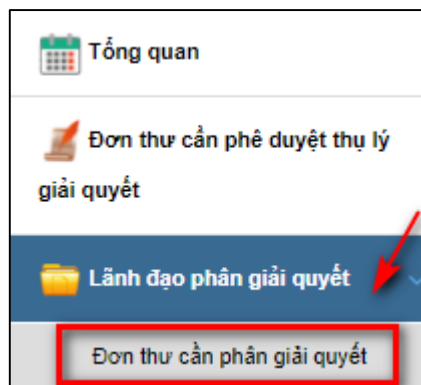 Tổng quan
Đơn thư cần phê duyệt thụ lý
giải quyết
Lãnh đạo phân giải quyết
Đơn thư cần phân giải quyết